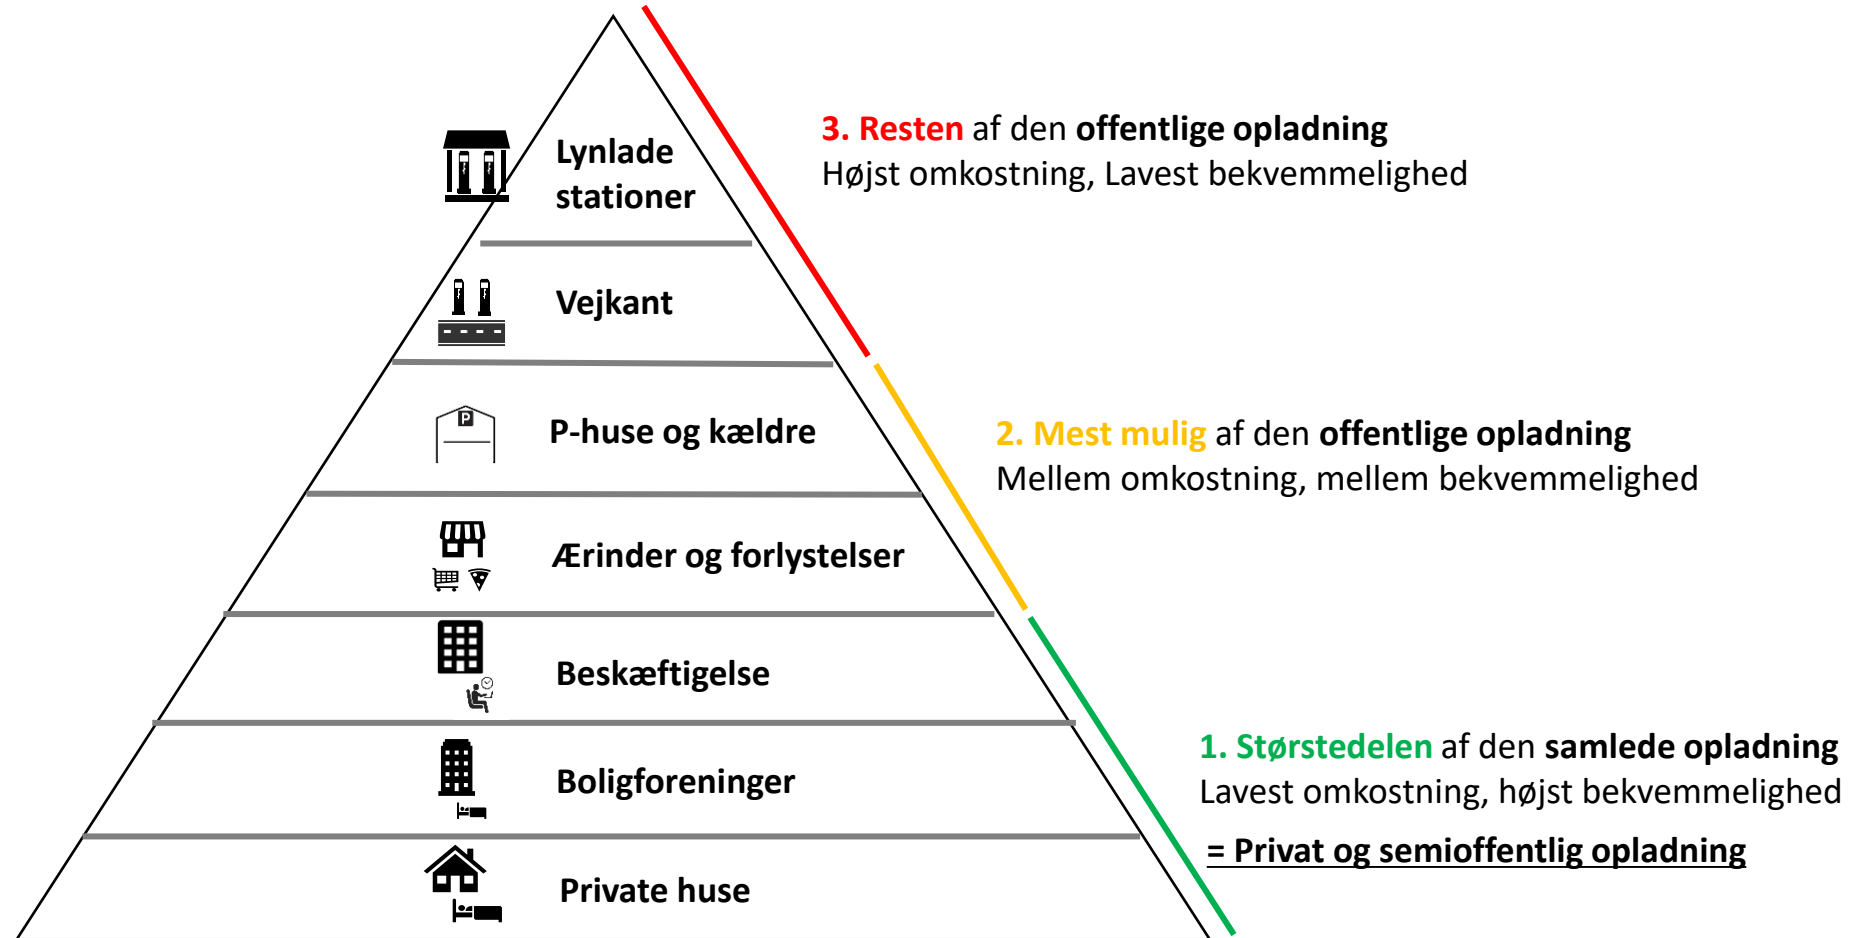 Lynlade
stationer
3. Resten af den offentlige opladning
Højst omkostning, Lavest bekvemmelighed
Vejkant
P
P-huse og kældre
2. Mest mulig af den offentlige opladning
Mellem omkostning, mellem bekvemmelighed
Ærinder og forlystelser
Beskæftigelse
Boligforeninger
1. Størstedelen af den samlede opladning
Lavest omkostning, højst bekvemmelighed
= Privat og semioffentlig opladning
Private huse